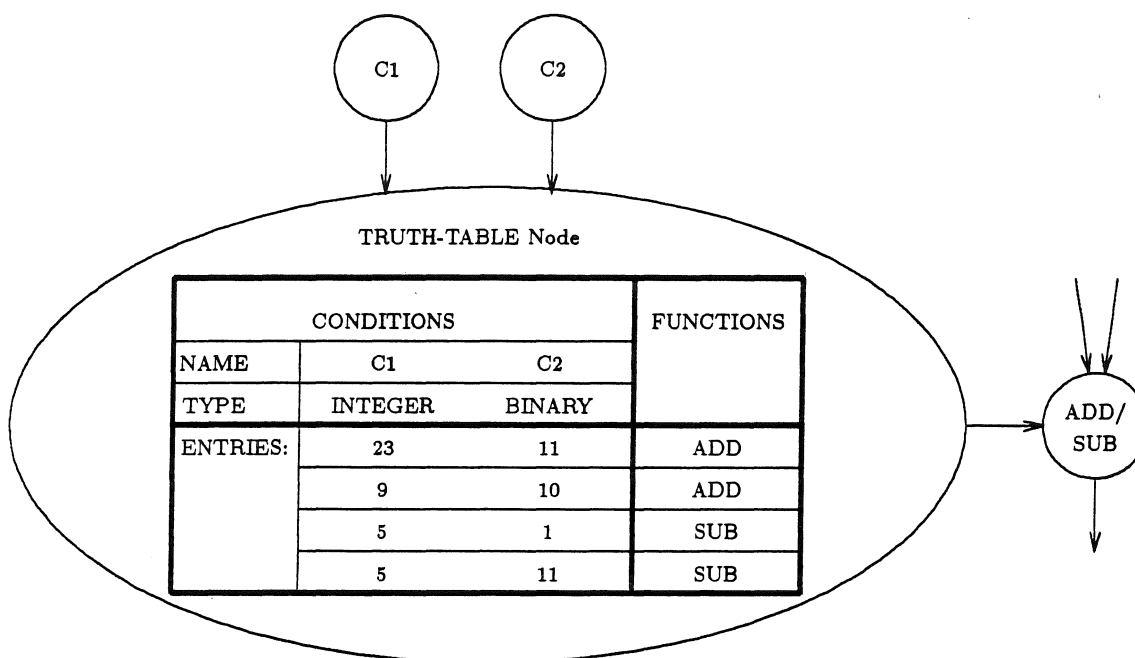 C1 C2
TRUTH-TABLE Node
CONDITIONS FUNCTIONS
NAME C1 C2
TYPE INTEGER BINARY
ADD/
SUB
ENTRIES: 23 11 ADD
9 10 ADD
5 1 SUB
5 11 SUB